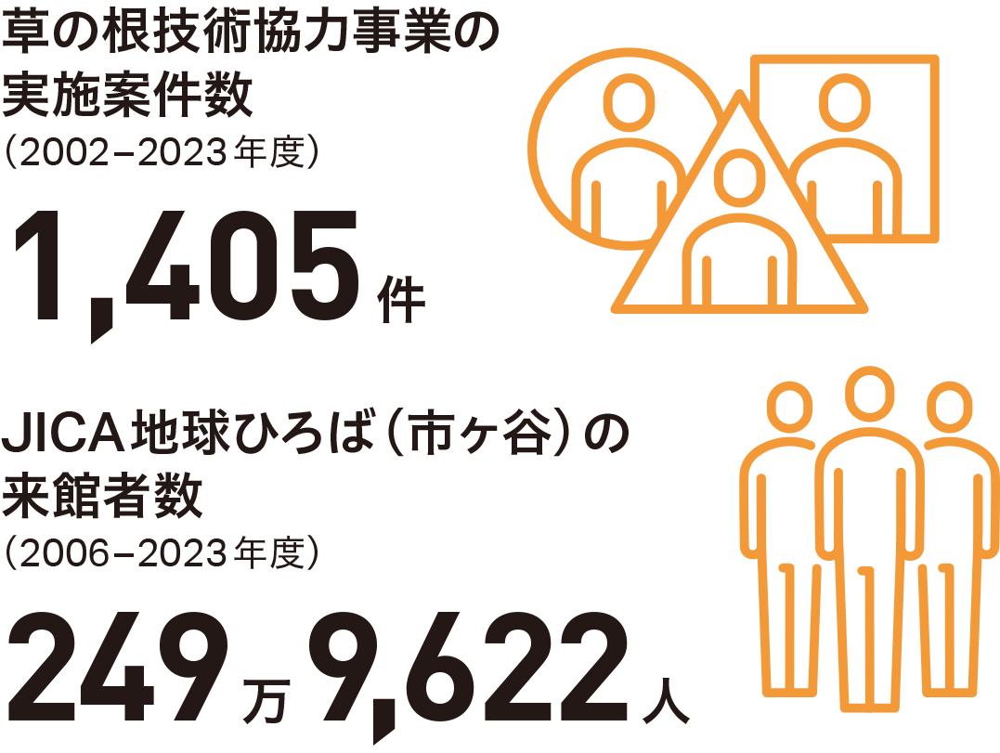 草の根技術協力事業の
実施案件数
（2002–2023年度）
1,405件
JICA地球ひろば（市ヶ谷）の
来館者数
（2006–2023年度）
249万9,622人